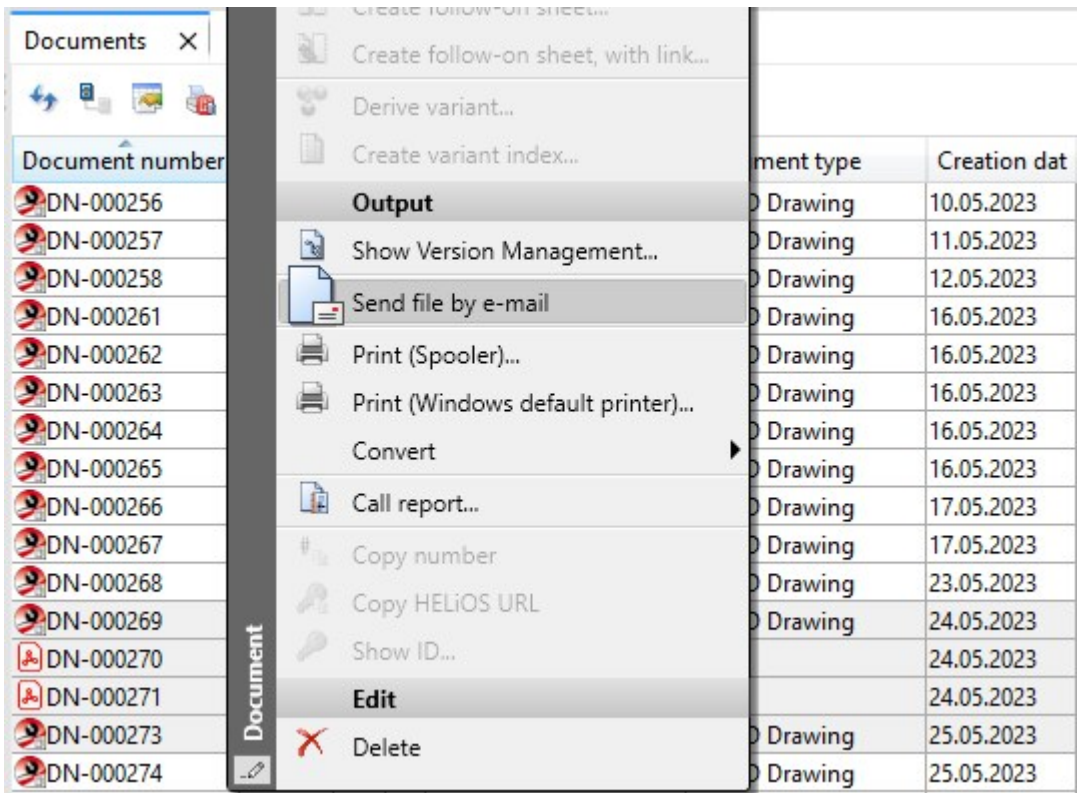 Documents
Create follow-on sheet...
Create follow-on sheet, with link...
Derive variant...
Create variant index...
Output
Show Version Management...
Send file by e-mail
Print (Spooler)...
Print (Windows default printer)...
Convert
Call report...
Copy number
Copy HELiOS URL
Show ID...
Edit
Delete
Document
Document number ment type Creation dat
DN-000256 D Drawing 10.05.2023
DN-000257 D Drawing 11.05.2023
DN-000258 D Drawing 12.05.2023
DN-000261 D Drawing 16.05.2023
DN-000262 D Drawing 16.05.2023
DN-000263 D Drawing 16.05.2023
DN-000264 D Drawing 16.05.2023
DN-000265 D Drawing 16.05.2023
DN-000266 D Drawing 17.05.2023
DN-000267 D Drawing 17.05.2023
DN-000268 D Drawing 23.05.2023
DN-000269 D Drawing 24.05.2023
DN-000270 24.05.2023
DN-000271 24.05.2023
DN-000273 D Drawing 25.05.2023
DN-000274 D Drawing 25.05.2023